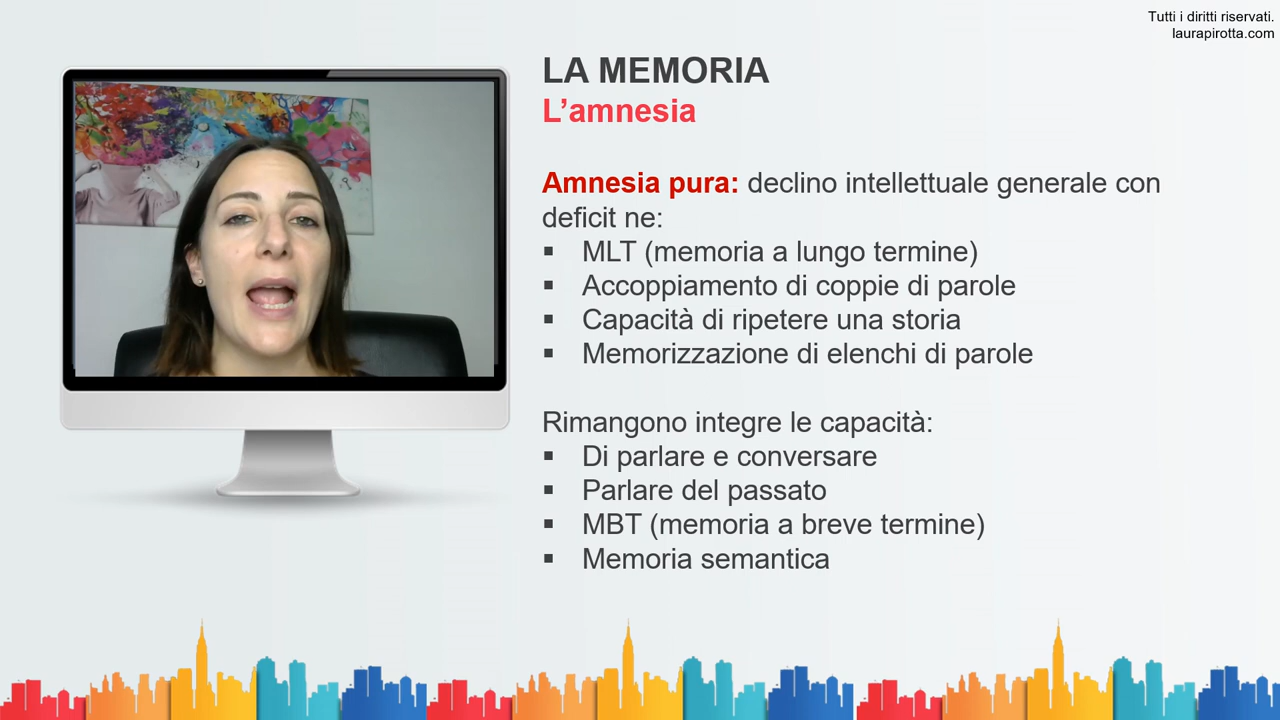 Tutti i diritti riservati.
laurapirotta.com
LA MEMORIA
L’amnesia
Amnesia pura: declino intellettuale generale con
deficit ne:
▪ MLT (memoria a lungo termine)
▪ Accoppiamento di coppie di parole
▪ Capacità di ripetere una storia
▪ Memorizzazione di elenchi di parole
Rimangono integre le capacità:
▪ Di parlare e conversare
▪ Parlare del passato
▪ MBT (memoria a breve termine)
▪ Memoria semantica